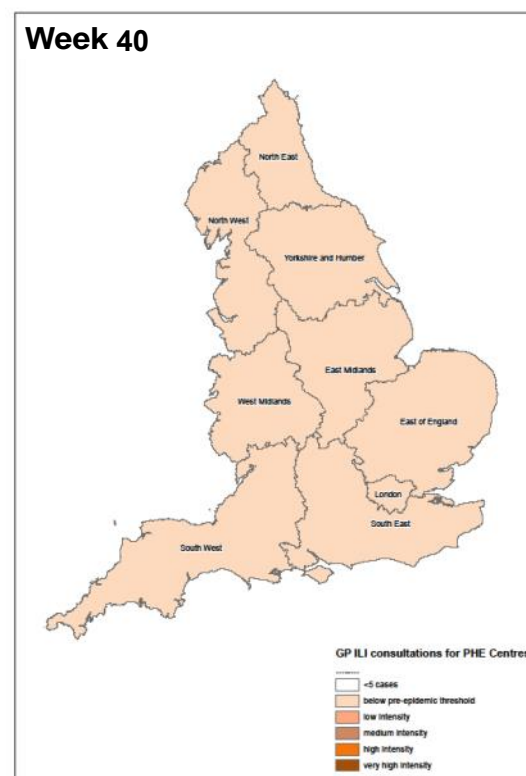 Week 40
North East
North West
Yorkshire and Humber
East Midlands
West Midlands
East of England
London
South East
South West
GP ILI consultations for PHE Centres
<5 cases
below pre-epidemic threshold
low intensity
medium intensity
high intensity
very high intensity